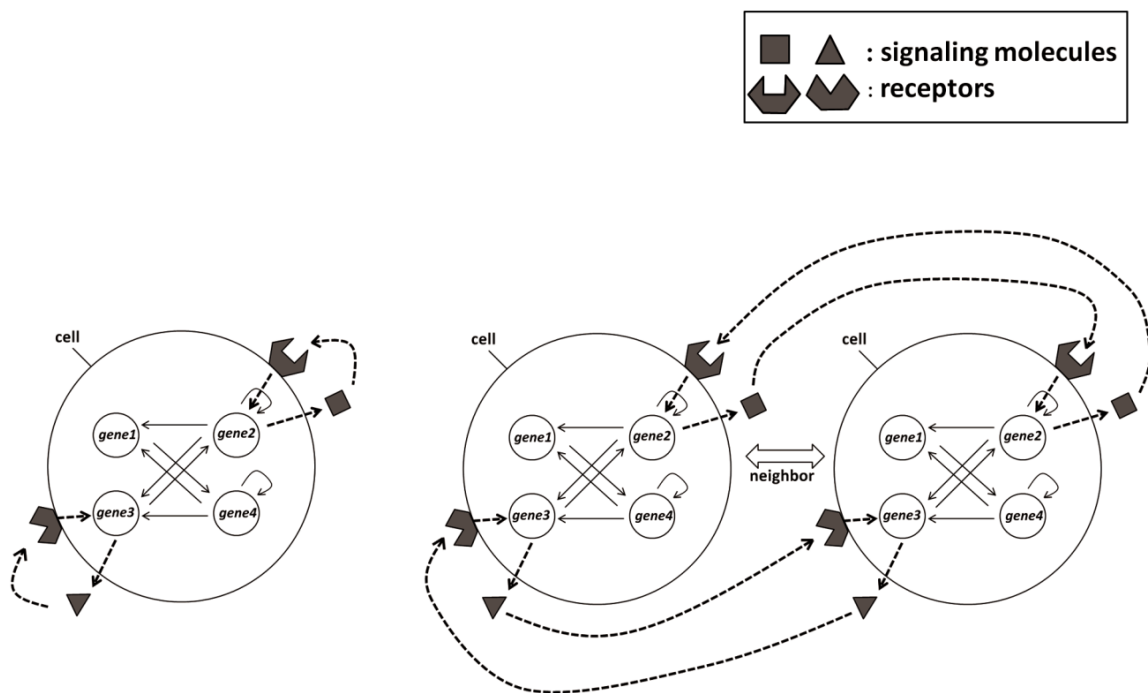 : signaling molecules
: receptors
cell
gene1
gene2
gene3
gene4
cell
gene1
gene2
gene3
gene4
neighbor
cell
gene1
gene2
gene3
gene4